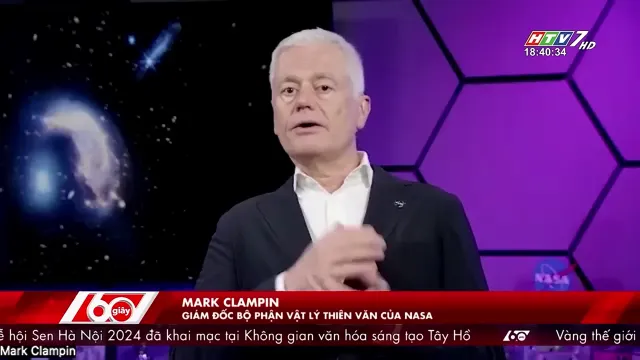 HTV7 HD
18:40:34
NASA
MARK CLAMPIN
60 giây
GIÁM ĐỐC BỘ PHẬN VẬT LÝ THIÊN VĂN CỦA NASA
ễ hội Sen Hà Nội 2024 đã khai mạc tại Không gian văn hóa sáng tạo Tây Hồ
60
Vàng thế giới
Mark Clampin